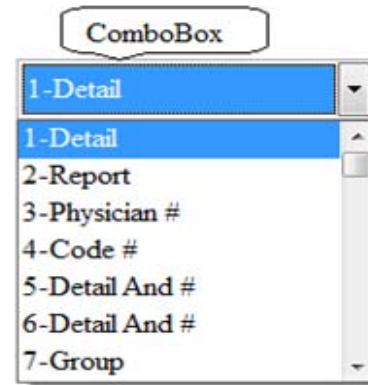 ComboBox
1-Detail
1-Detail
2-Report
3-Physician #
4-Code #
5-Detail And #
6-Detail And #
7-Group